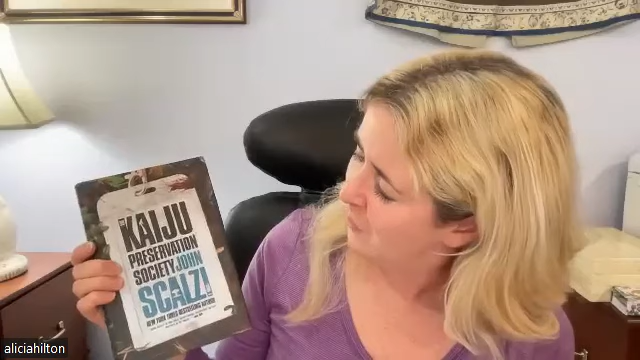 THE
KAIJU
PRESERVATION
SOCIETY JOHN
SCALZI
NEW YORK TIMES BESTSELLING AUTHOR
aliciahilton